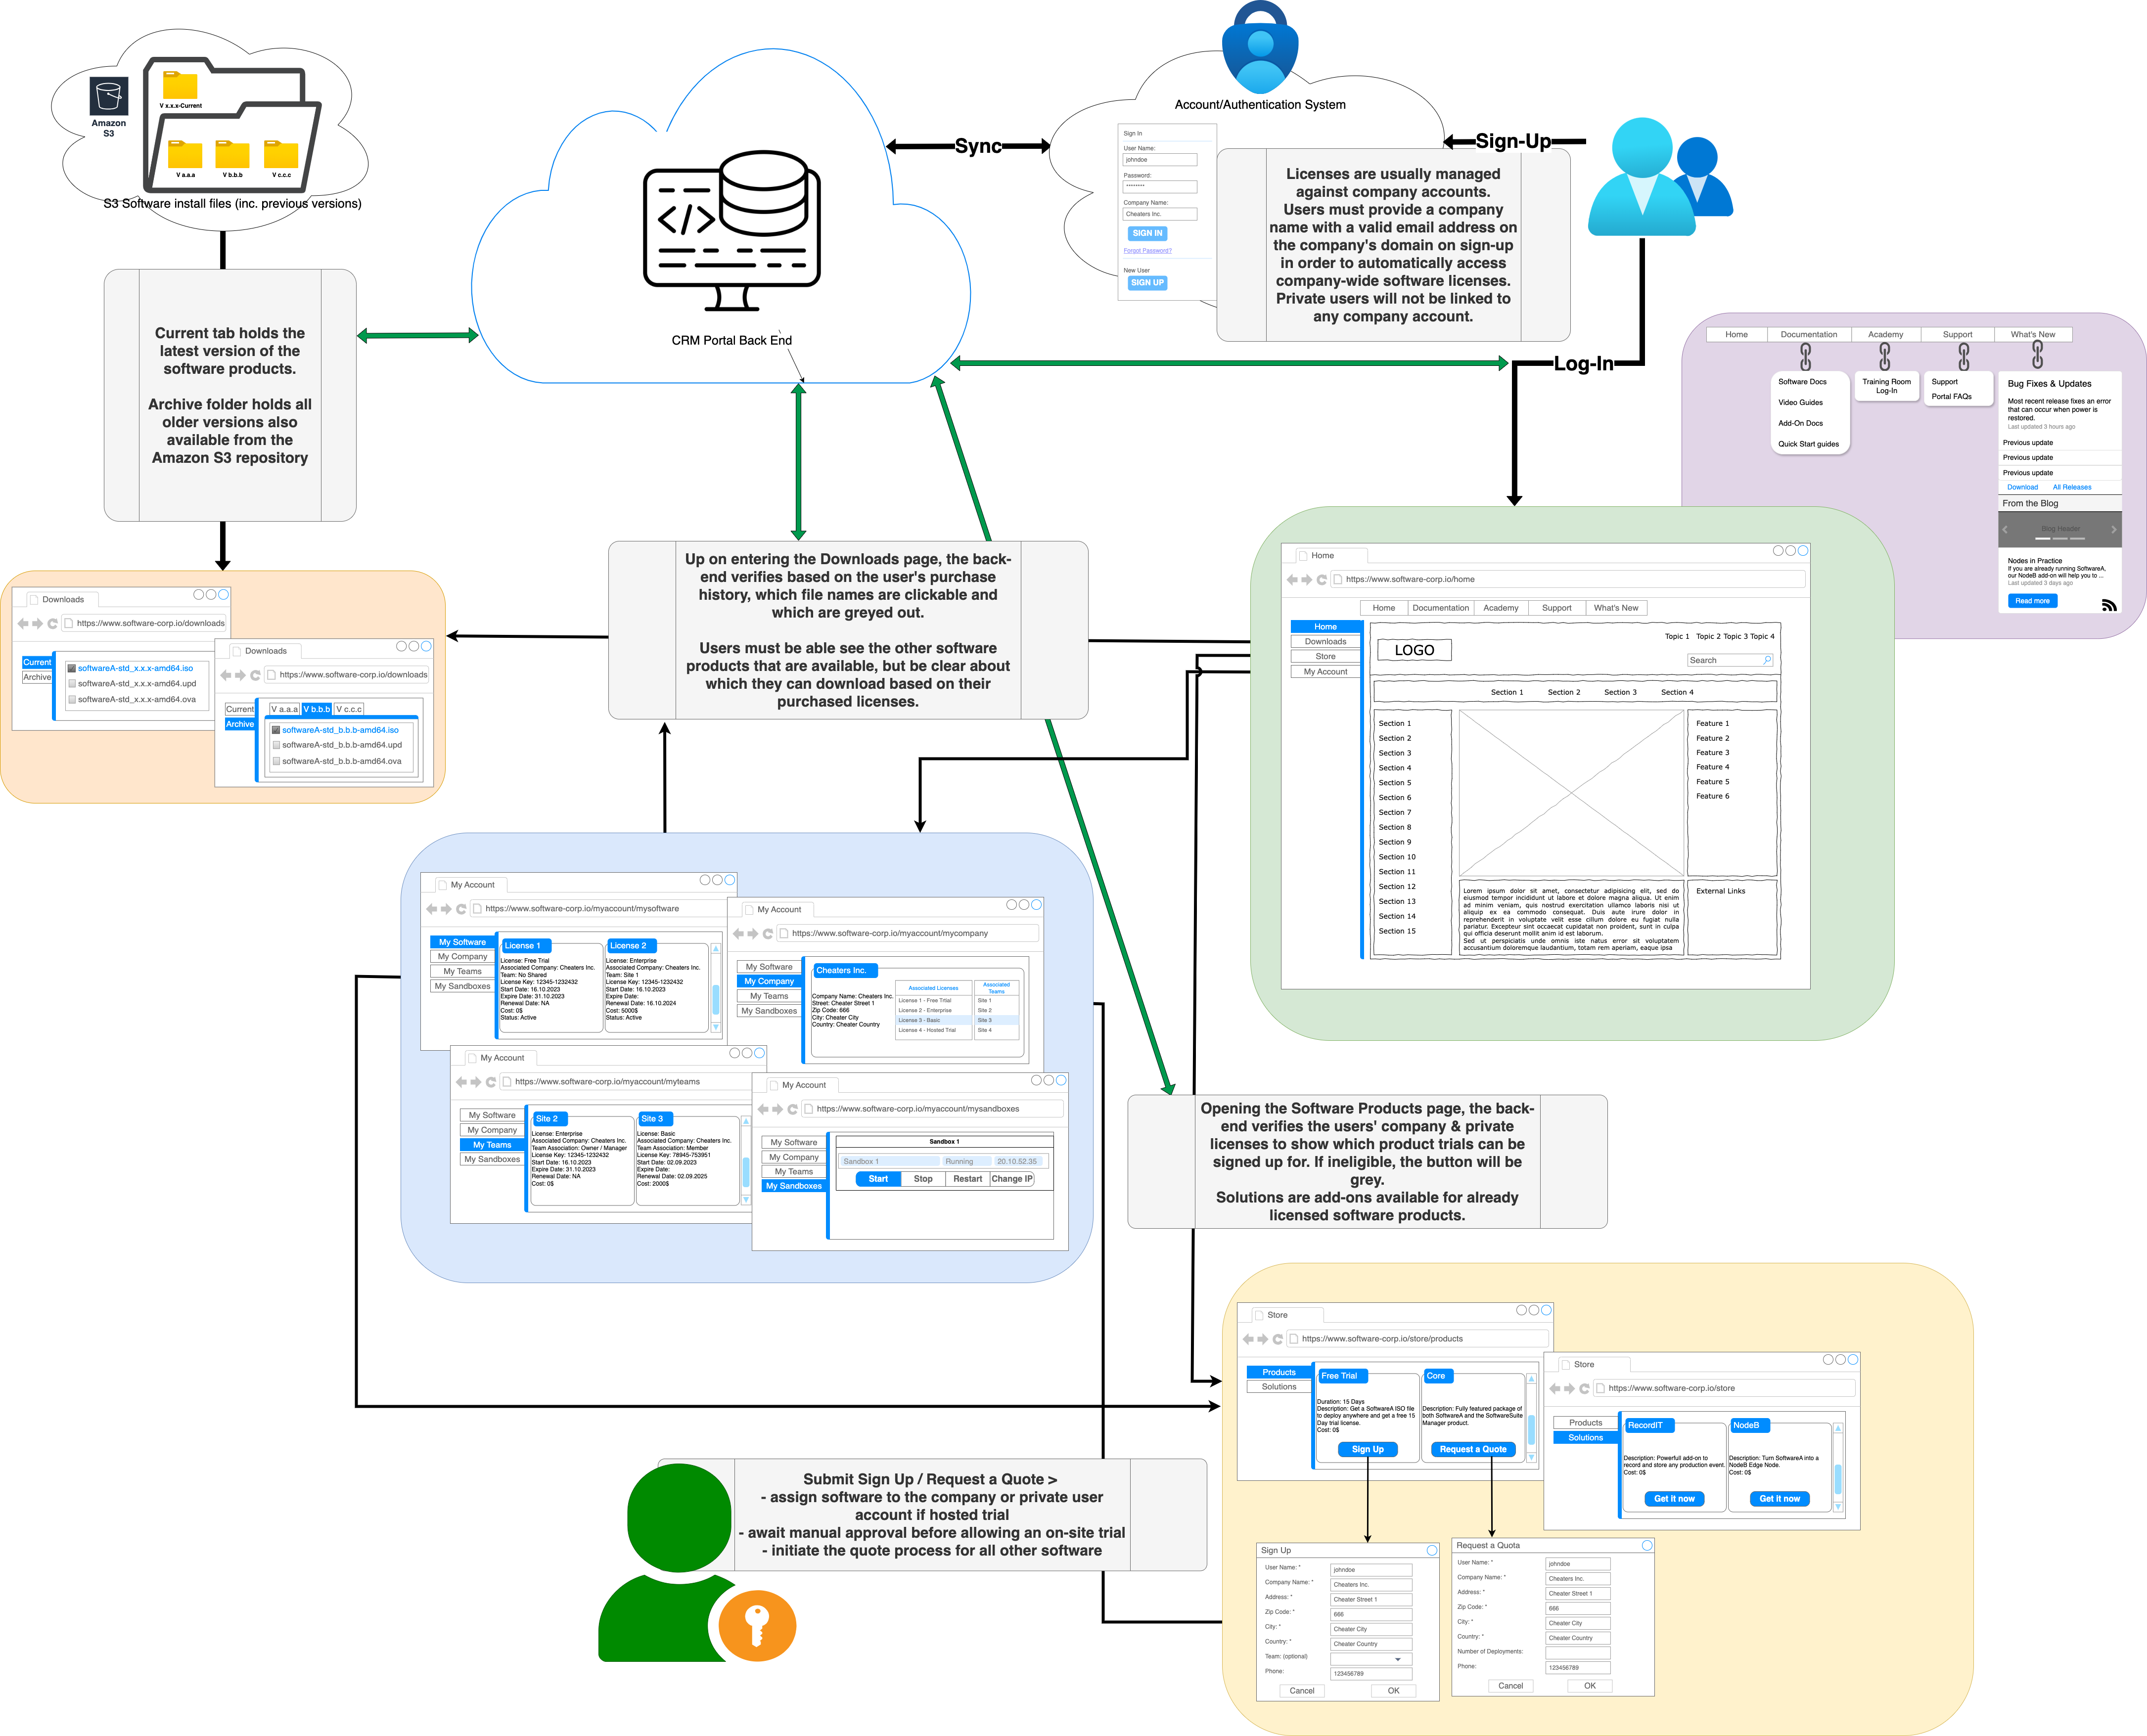 Amazon
S3
V x.x.x-Current
V a.a.a
V b.b.b
V c.c.c
S3 Software install files (inc. previous versions)
Current tab holds the
latest version of the
software products.
Archive folder holds all
older versions also
available from the
Amazon S3 repository
CRM Portal Back End
Sync
Account/Authentication System
Sign In
User Name:
johndoe
Password:
********
Company Name:
Cheaters Inc.
SIGN IN
Forgot Password?
New User
SIGN UP
Sign-Up
Licenses are usually managed
against company accounts.
Users must provide a company
name with a valid email address on
the company's domain on sign-up
in order to automatically access
company-wide software licenses.
Private users will not be linked to
any company account.
Log-In
Home
Documentation
Academy
Support
What's New
Software Docs
Video Guides
Add-On Docs
Quick Start guides
Training Room
Log-In
Support
Portal FAQs
Bug Fixes & Updates
Most recent release fixes an error
that can occur when power is
restored.
Last updated 3 hours ago
Previous update
Previous update
Previous update
Download
All Releases
From the Blog
Blog Header
Nodes in Practice
If you are already running SoftwareA,
our NodeB add-on will help you to ...
Last updated 3 days ago
Read more
Downloads
https://www.software-corp.io/downloads
Current
Archive
softwareA-std_x.x.x-amd64.iso
softwareA-std_x.x.x-amd64.upd
softwareA-std_x.x.x-amd64.ova
Downloads
https://www.software-corp.io/downloads
Current
Archive
V a.a.a
V b.b.b
V c.c.c
softwareA-std_b.b.b-amd64.iso
softwareA-std_b.b.b-amd64.upd
softwareA-std_b.b.b-amd64.ova
Up on entering the Downloads page, the back-
end verifies based on the user's purchase
history, which file names are clickable and
which are greyed out.
Users must be able see the other software
products that are available, but be clear about
which they can download based on their
purchased licenses.
Home
https://www.software-corp.io/home
Home
Documentation
Academy
Support
What's New
Home
Downloads
Store
My Account
LOGO
Topic 1 Topic 2 Topic 3 Topic 4
Search
Section 1
Section 2
Section 3
Section 4
Section 1
Section 2
Section 3
Section 4
Section 5
Section 6
Section 7
Section 8
Section 9
Section 10
Section 11
Section 12
Section 13
Section 14
Section 15
Feature 1
Feature 2
Feature 3
Feature 4
Feature 5
Feature 6
Lorem ipsum dolor sit amet, consectetur adipisicing elit, sed do
eiusmod tempor incididunt ut labore et dolore magna aliqua. Ut enim
ad minim veniam, quis nostrud exercitation ullamco laboris nisi ut
aliquip ex ea commodo consequat. Duis aute irure dolor in
reprehenderit in voluptate velit esse cillum dolore eu fugiat nulla
pariatur. Excepteur sint occaecat cupidatat non proident, sunt in culpa
qui officia deserunt mollit anim id est laborum.
Sed ut perspiciatis unde omnis iste natus error sit voluptatem
accusantium doloremque laudantium, totam rem aperiam, eaque ipsa
External Links
My Account
https://www.software-corp.io/myaccount/mysoftware
My Software
My Company
My Teams
My Sandboxes
License 1
License: Free Trial
Associated Company: Cheaters Inc.
Team: No Shared
License Key: 12345-1232432
Start Date: 16.10.2023
Expire Date: 31.10.2023
Renewal Date: NA
Cost: 0$
Status: Active
License 2
License: Enterprise
Associated Company: Cheaters Inc.
Team: Site 1
License Key: 12345-1232432
Start Date: 16.10.2023
Expire Date:
Renewal Date: 16.10.2024
Cost: 5000$
Status: Active
My Account
https://www.software-corp.io/myaccount/mycompany
My Software
My Company
My Teams
My Sandboxes
Cheaters Inc.
Company Name: Cheaters Inc.
Street: Cheater Street 1
Zip Code: 666
City: Cheater City
Country: Cheater Country
Associated Licenses
License 1 - Free Trtial
License 2 - Enterprise
License 3 - Basic
License 4 - Hosted Trial
Associated
Teams
Site 1
Site 2
Site 3
Site 4
My Account
https://www.software-corp.io/myaccount/myteams
My Software
My Company
My Teams
My Sandboxes
Site 2
License: Enterprise
Associated Company: Cheaters Inc.
Team Association: Owner / Manager
License Key: 12345-1232432
Start Date: 16.10.2023
Expire Date: 31.10.2023
Renewal Date: NA
Cost: 0$
Site 3
License: Basic
Associated Company: Cheaters Inc.
Team Association: Member
License Key: 78945-753951
Start Date: 02.09.2023
Expire Date:
Renewal Date: 02.09.2025
Cost: 2000$
My Account
https://www.software-corp.io/myaccount/mysandboxes
My Software
My Company
My Teams
My Sandboxes
Sandbox 1
Sandbox 1
Running
20.10.52.35
Start
Stop
Restart
Change IP
Opening the Software Products page, the back-
end verifies the users' company & private
licenses to show which product trials can be
signed up for. If ineligible, the button will be
grey.
Solutions are add-ons available for already
licensed software products.
Store
https://www.software-corp.io/store/products
Products
Solutions
Free Trial
Duration: 15 Days
Description: Get a SoftwareA ISO file
to deploy anywhere and get a free 15
Day trial license.
Cost: 0$
Sign Up
Core
Description: Fully featured package of
both SoftwareA and the SoftwareSuite
Manager product.
Request a Quote
Store
https://www.software-corp.io/store
Products
Solutions
RecordIT
Description: Powerfull add-on to
record and store any production event.
Cost: 0$
Get it now
NodeB
Description: Turn SoftwareA into a
NodeB Edge Node.
Cost: 0$
Get it now
Submit Sign Up / Request a Quote >
- assign software to the company or private user
account if hosted trial
- await manual approval before allowing an on-site trial
- initiate the quote process for all other software
Sign Up
User Name: *
johndoe
Company Name: *
Cheaters Inc.
Address: *
Cheater Street 1
Zip Code: *
666
City: *
Cheater City
Country: *
Cheater Country
Team: (optional)
Phone:
123456789
Cancel
OK
Request a Quota
User Name: *
johndoe
Company Name: *
Cheaters Inc.
Address: *
Cheater Street 1
Zip Code: *
666
City: *
Cheater City
Country: *
Cheater Country
Number of Deployments:
Phone:
123456789
Cancel
OK